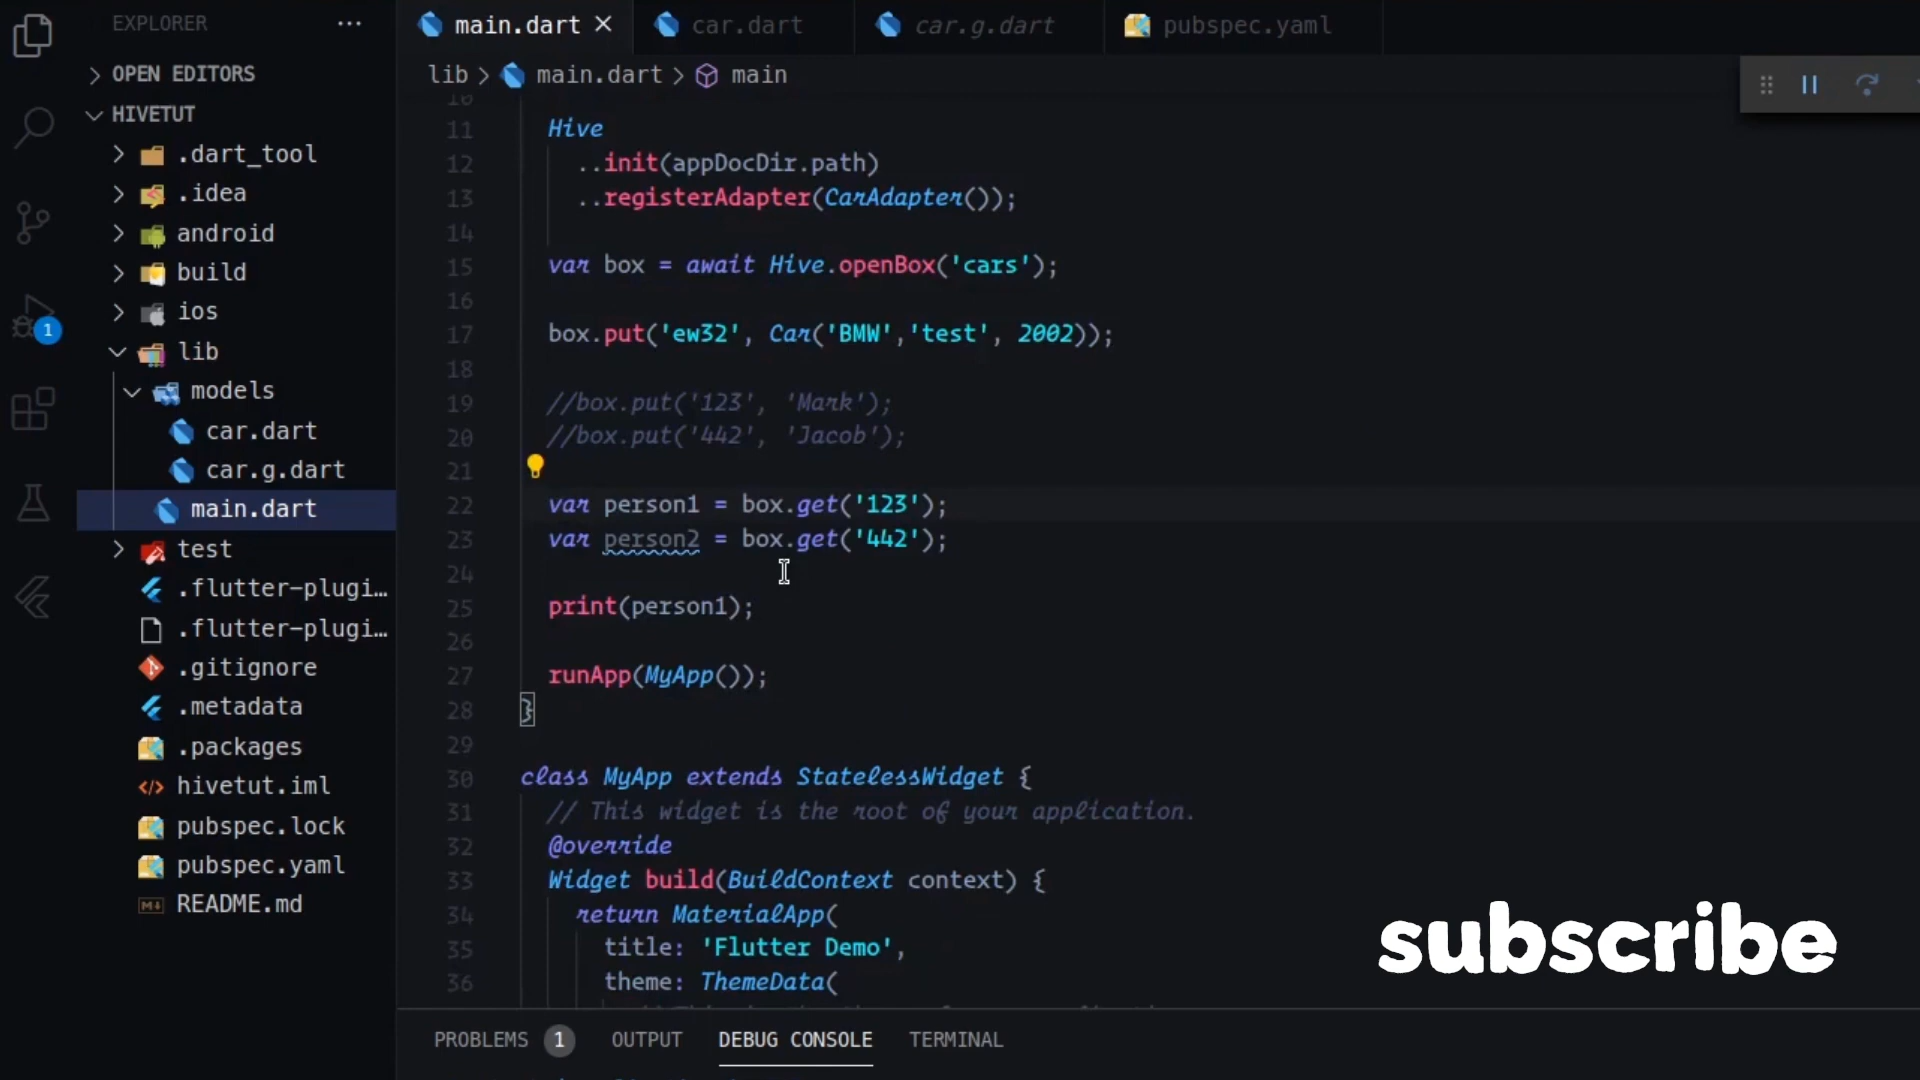 EXPLORER ...
OPEN EDITORS
HIVETUT
.dart_tool
.idea
android
build
ios
lib
models
car.dart
car.g.dart
main.dart
test
.flutter-plugi...
.flutter-plugi...
.gitignore
.metadata
.packages
hivetut.iml
pubspec.lock
pubspec.yaml
README.md
1
main.dart × car.dart car.g.dart pubspec.yaml
lib > main.dart > main
10
11 Hive
12 ..init(appDocDir.path)
13 ..registerAdapter(CarAdapter());
14
15 var box = await Hive.openBox('cars');
16
17 box.put('ew32', Car('BMW','test', 2002));
18
19 //box.put('123', 'Mark');
20 //box.put('442', 'Jacob');
21
22 var person1 = box.get('123');
23 var person2 = box.get('442');
24
25 print(person1);
26
27 runApp(MyApp());
28 }
29
30 class MyApp extends StatelessWidget {
31 // This widget is the root of your application.
32 @override
33 Widget build(BuildContext context) {
34 return MaterialApp(
35 title: 'Flutter Demo',
36 theme: ThemeData(
subscribe
PROBLEMS 1 OUTPUT DEBUG CONSOLE TERMINAL